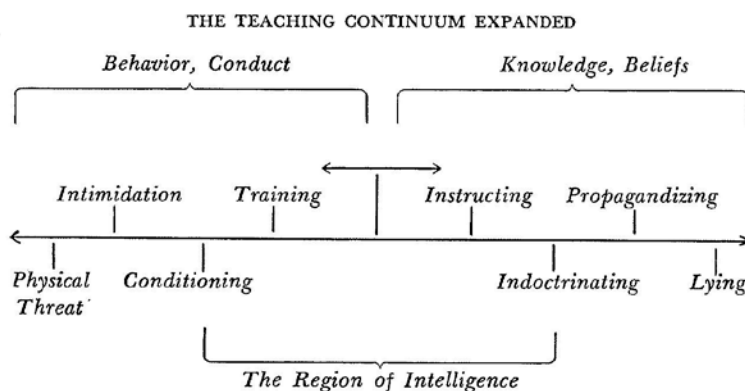 THE TEACHING CONTINUUM EXPANDED
Behavior, Conduct
Knowledge, Beliefs
Intimidation
Training
Instructing
Propagandizing
Physical
Threat
Conditioning
Indoctrinating
Lying
The Region of Intelligence